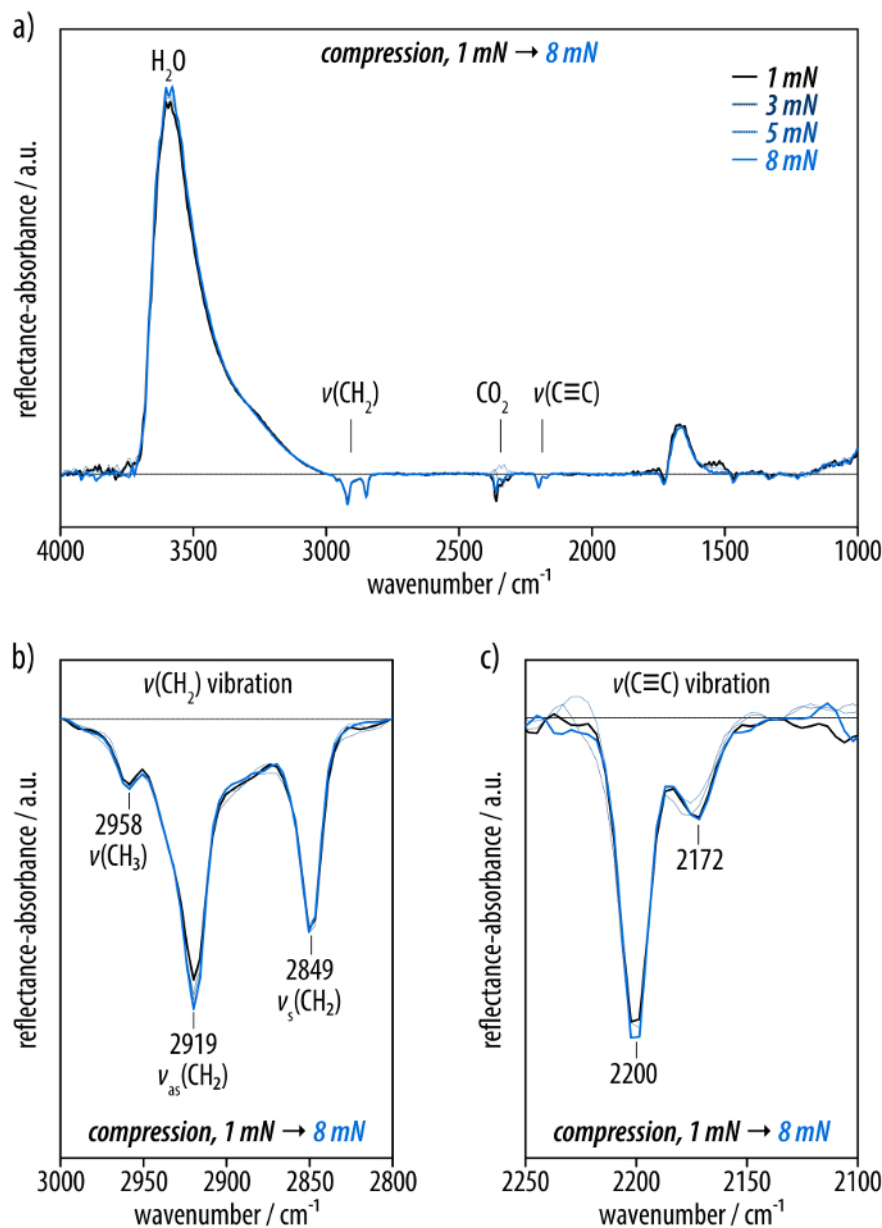 a)
compression, 1 mN → 8 mN
H₂O
1 mN
3 mN
5 mN
8 mN
ν(CH₂)
CO₂
ν(C≡C)
reflectance-absorbance / a.u.
4000 3500 3000 2500 2000 1500 1000
wavenumber / cm⁻¹
b)
ν(CH₂) vibration
2958
ν(CH₃)
2849
νₛ(CH₂)
2919
νₐₛ(CH₂)
compression, 1 mN → 8 mN
reflectance-absorbance / a.u.
3000 2950 2900 2850 2800
wavenumber / cm⁻¹
c)
ν(C≡C) vibration
2172
2200
compression, 1 mN → 8 mN
reflectance-absorbance / a.u.
2250 2200 2150 2100
wavenumber / cm⁻¹